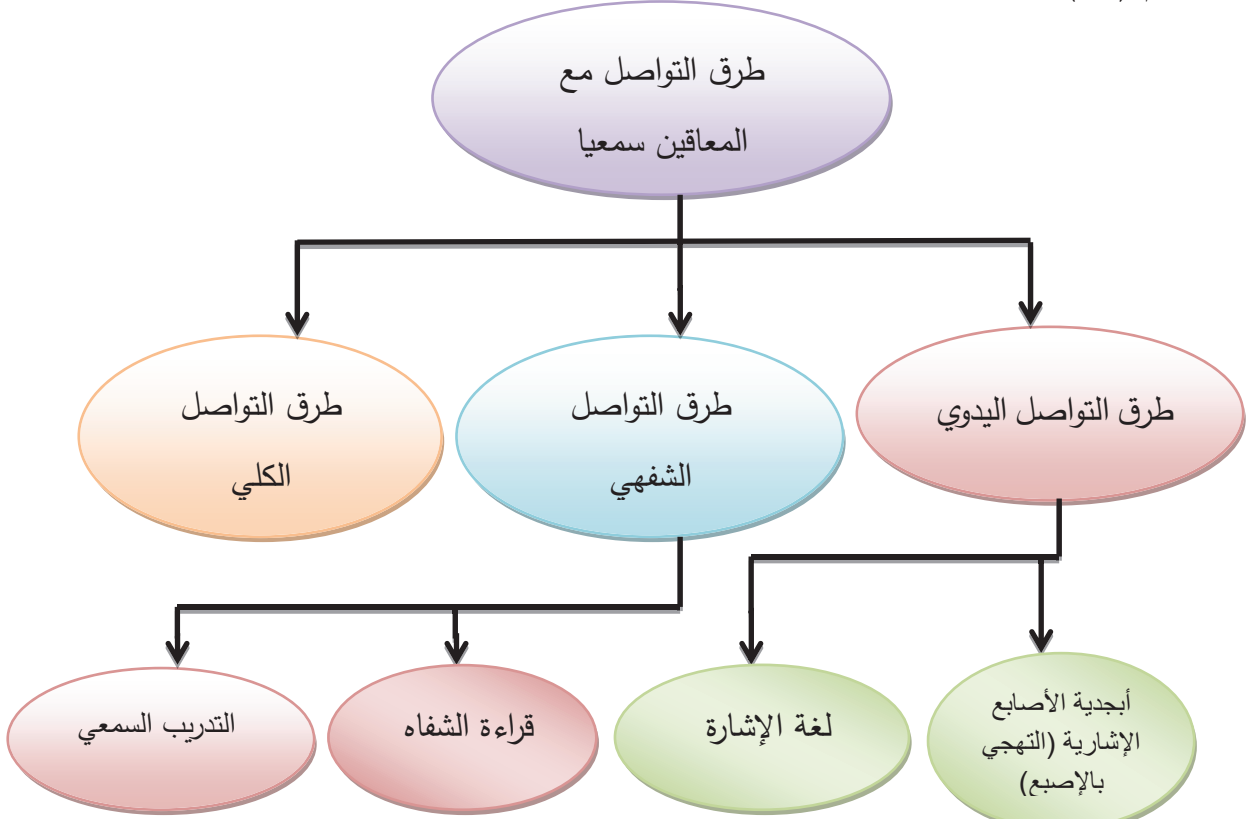 طرق التواصل مع
المعاقين سمعيا
طرق التواصل اليدوي
طرق التواصل
الشفهي
طرق التواصل
الكلي
أبجدية الأصابع
الإشارية (التهجي
بالإصبع)
لغة الإشارة
قراءة الشفاه
التدريب السمعي